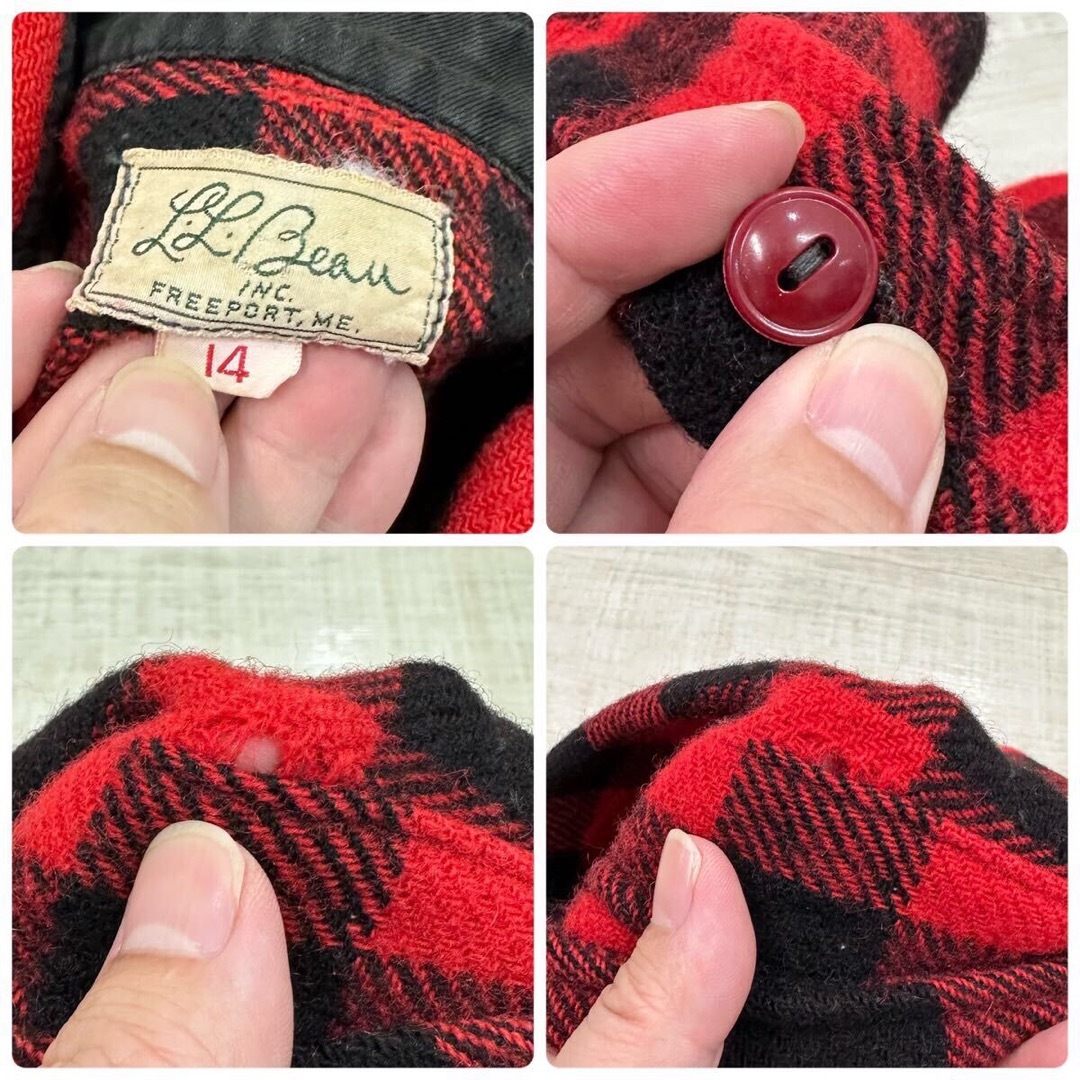 L.L.Bean
INC.
FREEPORT, ME.
14